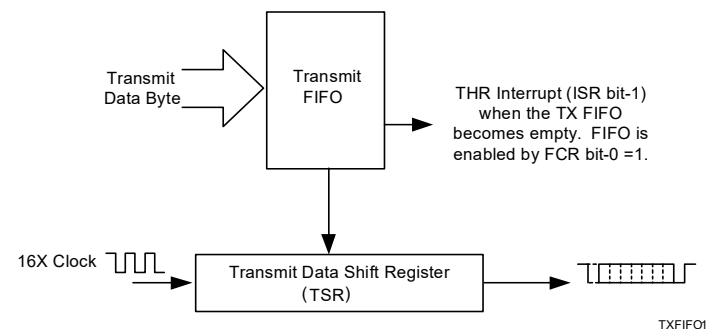 Transmit
Data Byte
Transmit
FIFO
THR Interrupt (ISR bit-1)
when the TX FIFO
becomes empty.  FIFO is
enabled by FCR bit-0 =1.
16X Clock
Transmit Data Shift Register
(TSR)
TXFIFO1